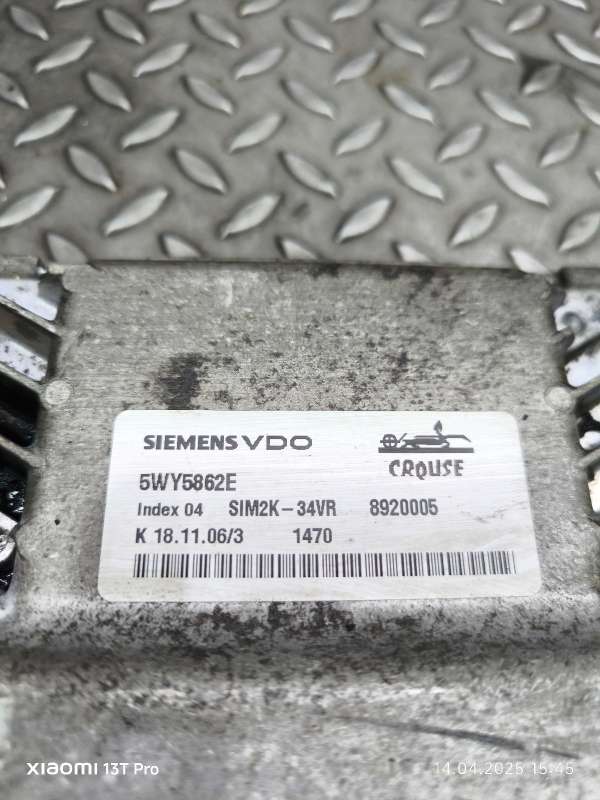 SIEMENS VDO
CROUSE
5WY5862E
Index 04 SIM2K-34VR 8920005
K 18.11.06/3 1470
XIAOMI 13T Pro
14.04.2025 15:45